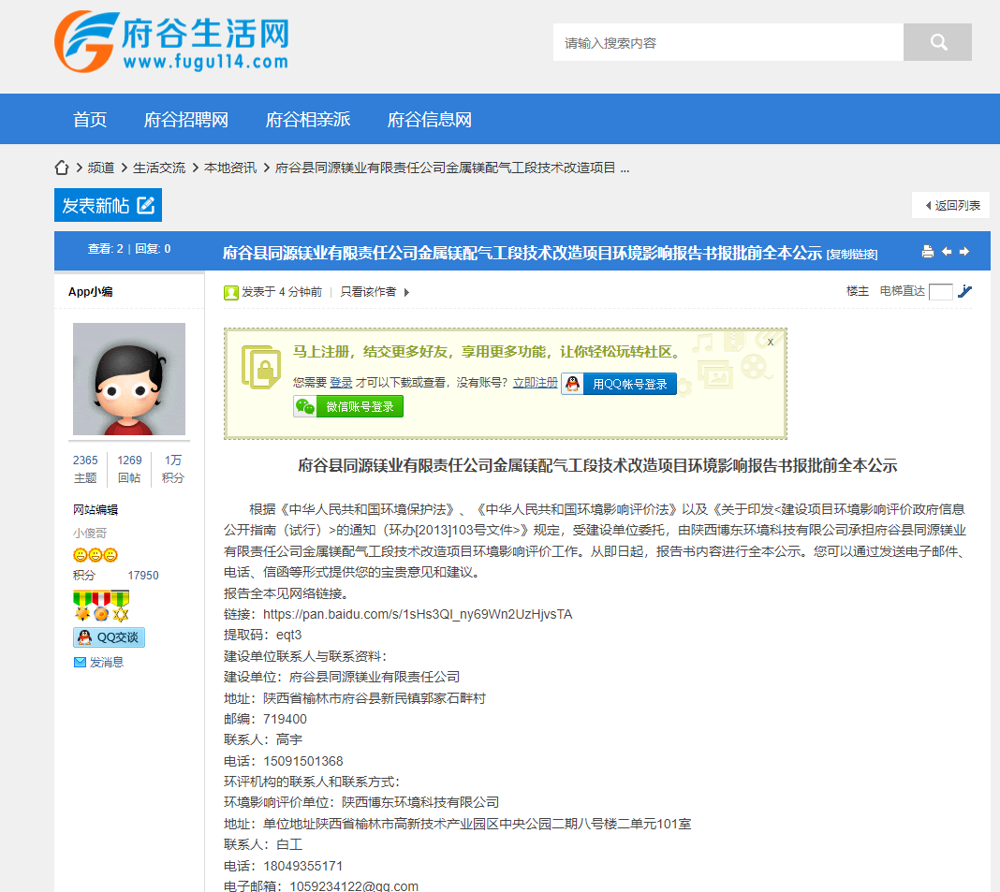 府谷生活网
www.fugu114.com
请输入搜索内容
首页 府谷招聘网 府谷相亲派 府谷信息网
频道 生活交流 本地资讯 府谷县同源镁业有限责任公司金属镁配气工段技术改造项目 ...
发表新帖
返回列表
查看: 2 | 回复: 0
府谷县同源镁业有限责任公司金属镁配气工段技术改造项目环境影响报告书报批前全本公示 [复制链接]
App小编
发表于 4 分钟前 | 只看该作者
楼主 电梯直达
马上注册，结交更多好友，享用更多功能，让你轻松玩转社区。
x
您需要 登录 才可以下载或查看，没有账号？立即注册 用QQ帐号登录
微信账号登录
2365 1269 1万
主题 回帖 积分
网站编辑
小傻哥
积分 17950
QQ交谈
发消息
府谷县同源镁业有限责任公司金属镁配气工段技术改造项目环境影响报告书报批前全本公示
根据《中华人民共和国环境保护法》、《中华人民共和国环境影响评价法》以及《关于印发<建设项目环境影响评价政府信息
公开指南（试行）>的通知（环办[2013]103号文件>》规定，受建设单位委托，由陕西博东环境科技有限公司承担府谷县同源镁业
有限责任公司金属镁配气工段技术改造项目环境影响评价工作。从即日起，报告书内容进行全本公示。您可以通过发送电子邮件、
电话、信函等形式提供您的宝贵意见和建议。
报告全本见网络链接。
链接：https://pan.baidu.com/s/1sHs3QI_ny69Wn2UzHjvsTA
提取码：eqt3
建设单位联系人与联系资料：
建设单位：府谷县同源镁业有限责任公司
地址：陕西省榆林市府谷县新民镇郭家石畔村
邮编：719400
联系人：高宇
电话：15091501368
环评机构的联系人和联系方式：
环境影响评价单位：陕西博东环境科技有限公司
地址：单位地址陕西省榆林市高新技术产业园区中央公园二期八号楼二单元101室
联系人：白工
电话：18049355171
电子邮箱：1059234122@qq.com